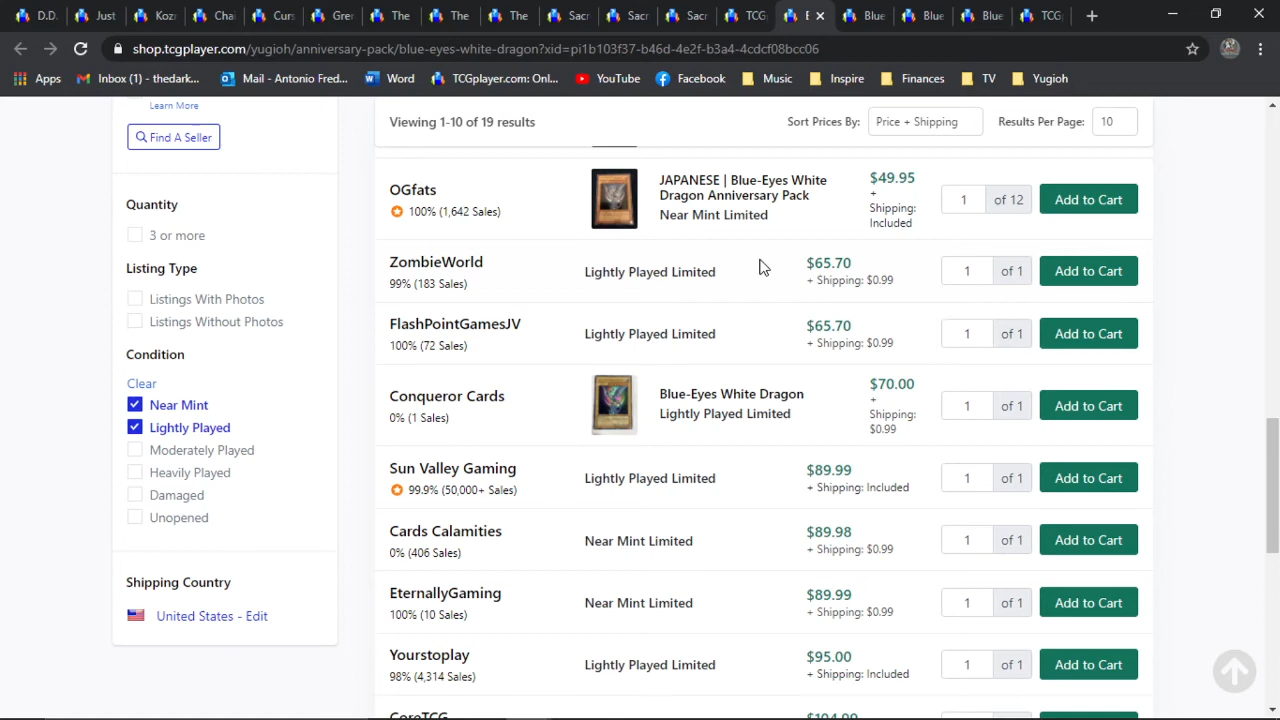 D.D.
Just
Kozr
Chai
Curs
Gre
The
The
The
Sacr
Sacr
Sacr
TCG
E
Blue
Blue
Blue
TCG
shop.tcgplayer.com/yugioh/anniversary-pack/blue-eyes-white-dragon?xid=pi1b103f37-b46d-4e2f-b3a4-4cdcf08bcc06
Apps
Inbox (1) - thedark...
Mail - Antonio Fred...
Word
TCGplayer.com: Onl...
YouTube
Facebook
Music
Inspire
Finances
TV
Yugioh
Learn More
Find A Seller
Quantity
3 or more
Listing Type
Listings With Photos
Listings Without Photos
Condition
Clear
Near Mint
Lightly Played
Moderately Played
Heavily Played
Damaged
Unopened
Shipping Country
United States - Edit
Viewing 1-10 of 19 results
Sort Prices By: Price + Shipping
Results Per Page: 10
OGfats
100% (1,642 Sales)
JAPANESE | Blue-Eyes White
Dragon Anniversary Pack
Near Mint Limited
$49.95
+
Shipping:
Included
1 of 12 Add to Cart
ZombieWorld
99% (183 Sales)
Lightly Played Limited
$65.70
+ Shipping: $0.99
1 of 1 Add to Cart
FlashPointGamesJV
100% (72 Sales)
Lightly Played Limited
$65.70
+ Shipping: $0.99
1 of 1 Add to Cart
Conqueror Cards
0% (1 Sales)
Blue-Eyes White Dragon
Lightly Played Limited
$70.00
+
Shipping:
$0.99
1 of 1 Add to Cart
Sun Valley Gaming
99.9% (50,000+ Sales)
Lightly Played Limited
$89.99
+ Shipping: Included
1 of 1 Add to Cart
Cards Calamities
0% (406 Sales)
Near Mint Limited
$89.98
+ Shipping: $0.99
1 of 1 Add to Cart
EternallyGaming
100% (10 Sales)
Near Mint Limited
$89.99
+ Shipping: $0.99
1 of 1 Add to Cart
Yourstoplay
98% (4,314 Sales)
Lightly Played Limited
$95.00
+ Shipping: Included
1 of 1 Add to Cart
CoreTCG
$104.99